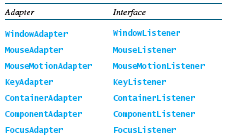 Adapter Interface
WindowAdapter WindowListener
MouseAdapter MouseListener
MouseMotionAdapter MouseMotionListener
KeyAdapter KeyListener
ContainerAdapter ContainerListener
ComponentAdapter ComponentListener
FocusAdapter FocusListener